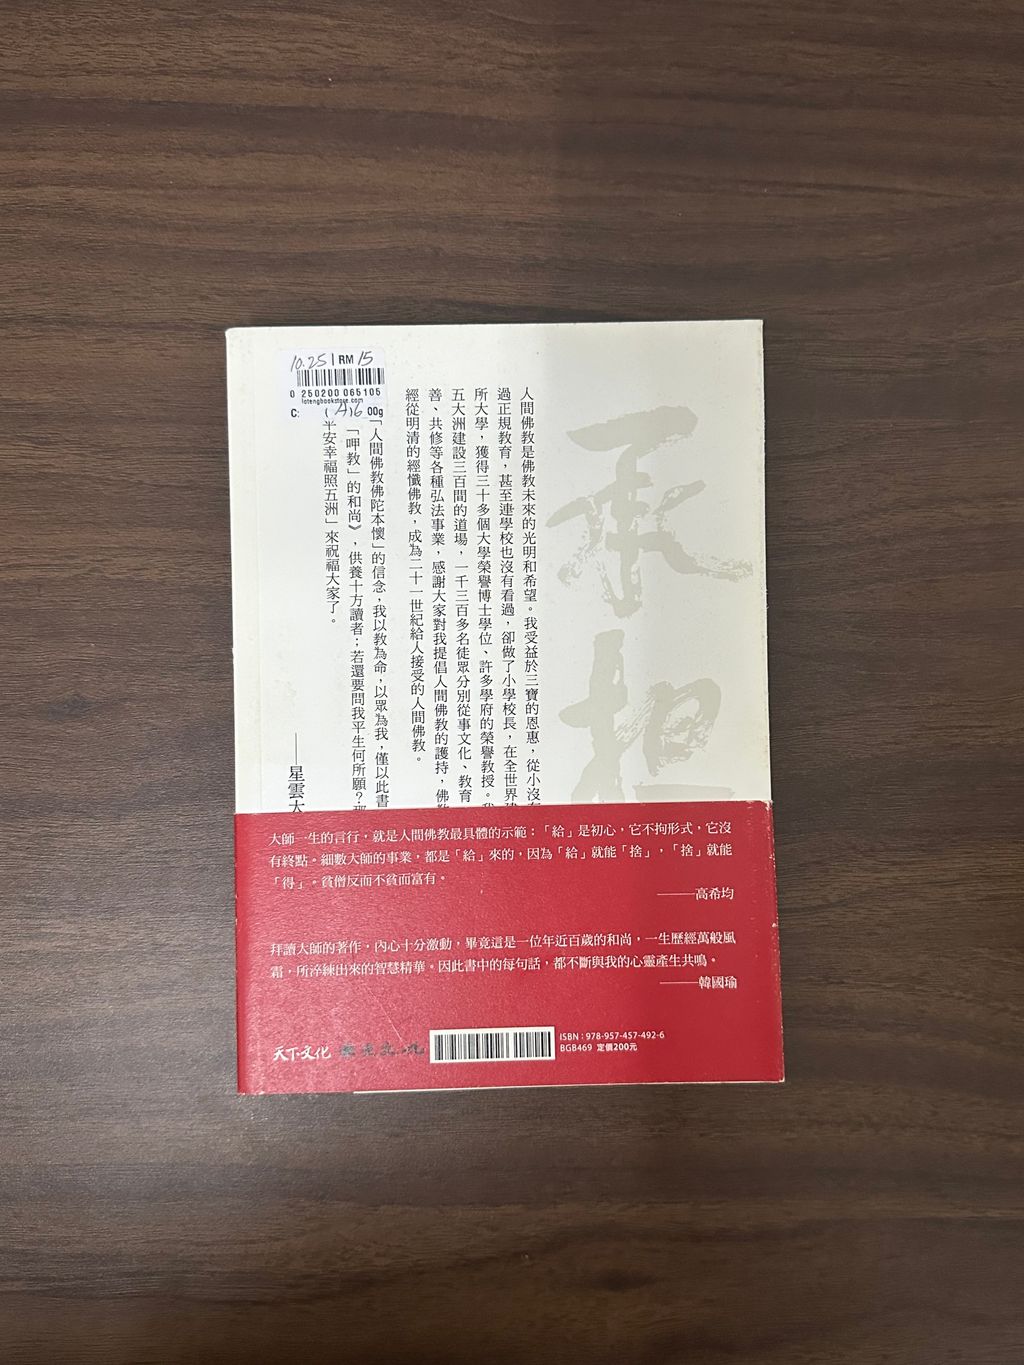 10.25 | RM 15
0 250200 065105
lotengbookstore.com
C:
A16
00g
承担
人間佛教是佛教未來的光明和希望。我受益於三寶的恩惠，從小沒有
過正規教育，甚至連學校也沒有看過，卻做了小學校長，在全世界建
所大學，獲得三十多個大學榮譽博士學位、許多學府的榮譽教授。我
五大洲建設三百間的道場，一千三百多名徒眾分別從事文化、教育
善、共修等各種弘法事業，感謝大家對我提倡人間佛教的護持，佛教
經從明清的經懺佛教，成為二十一世紀給人接受的人間佛教。
「人間佛教佛陀本懷」的信念，我以教為命，以眾為我，僅以此書
「呷教」的和尚》，供養十方讀者；若還要問我平生何所願？那
平安幸福照五洲」來祝福大家了。
——星雲大
大師一生的言行，就是人間佛教最具體的示範：「給」是初心，它不拘形式，它沒
有終點。細數大師的事業，都是「給」來的，因為「給」就能「捨」，「捨」就能
「得」。貧僧反而不貧而富有。
——高希均
拜讀大師的著作，內心十分激動，畢竟這是一位年近百歲的和尚，一生歷經萬般風
霜，所淬練出來的智慧精華。因此書中的每句話，都不斷與我的心靈產生共鳴。
——韓國瑜
天下文化
ISBN：978-957-457-492-6
BGB469 定價200元